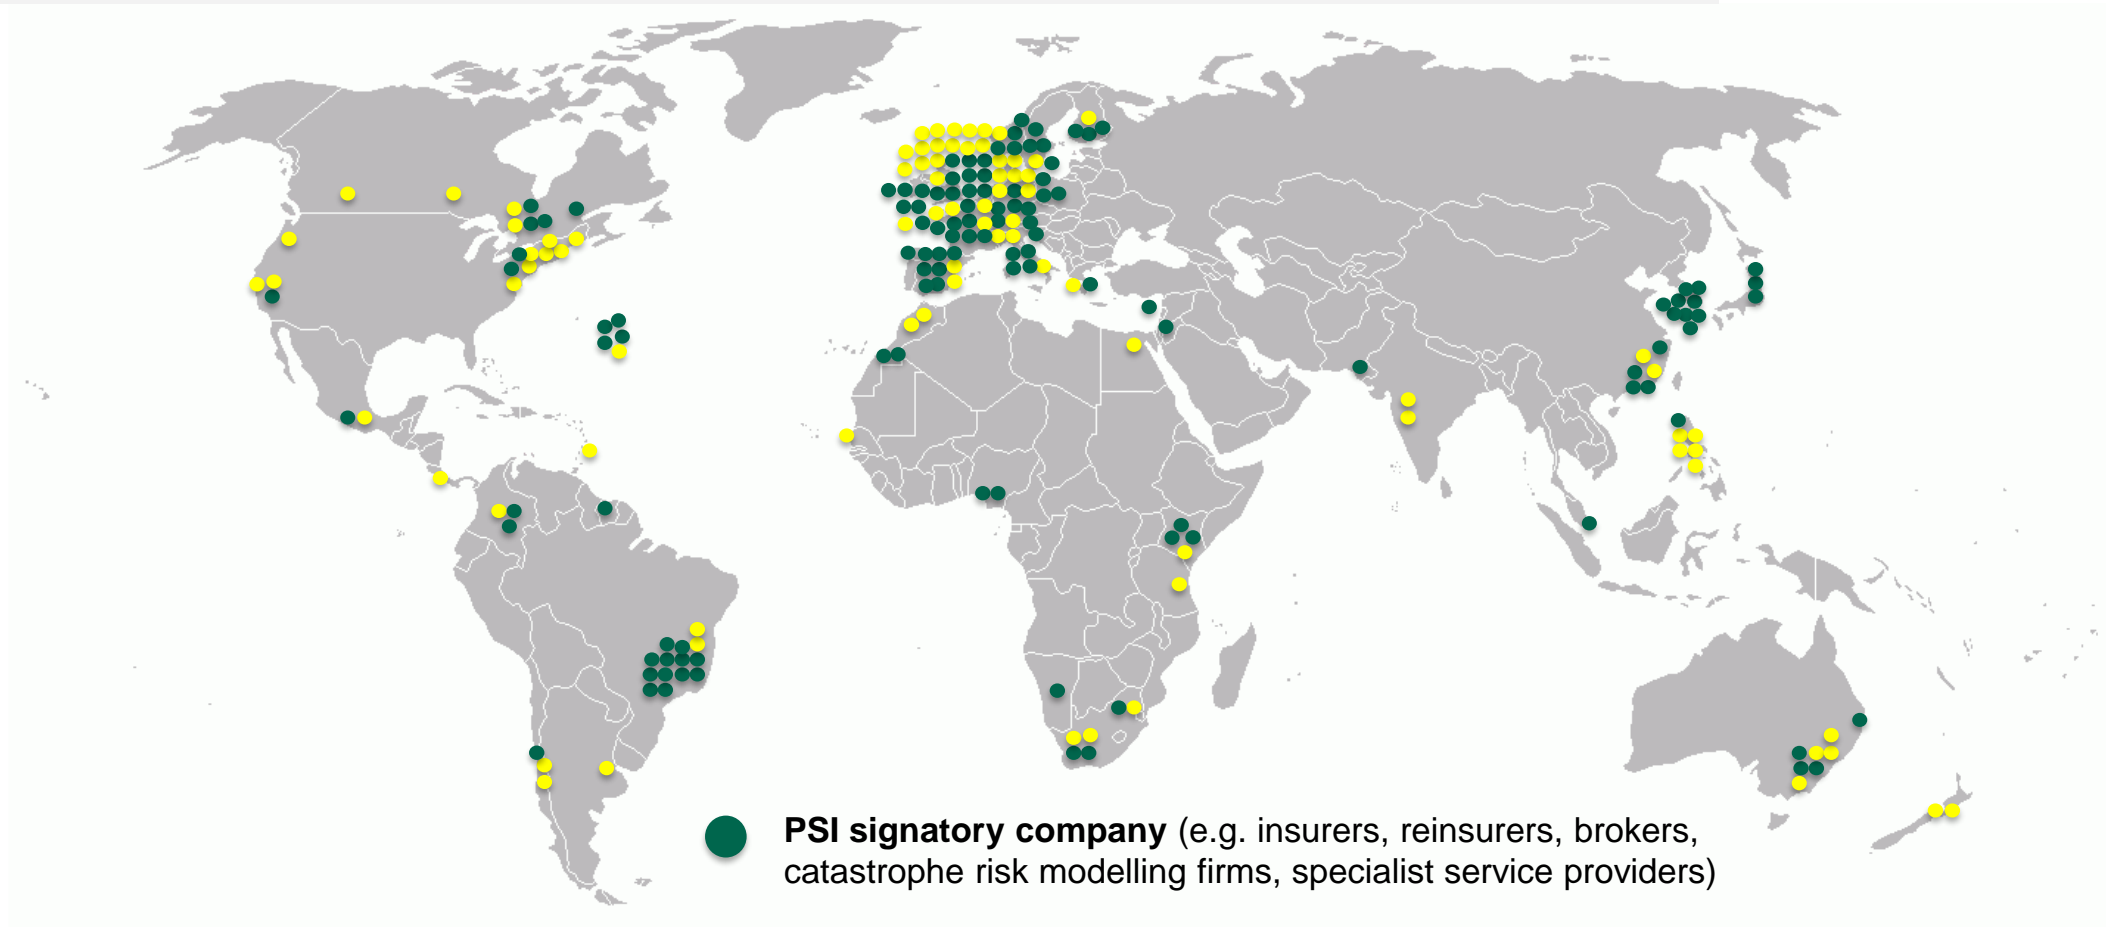 PSI signatory company (e.g. insurers, reinsurers, brokers,
catastrophe risk modelling firms, specialist service providers)